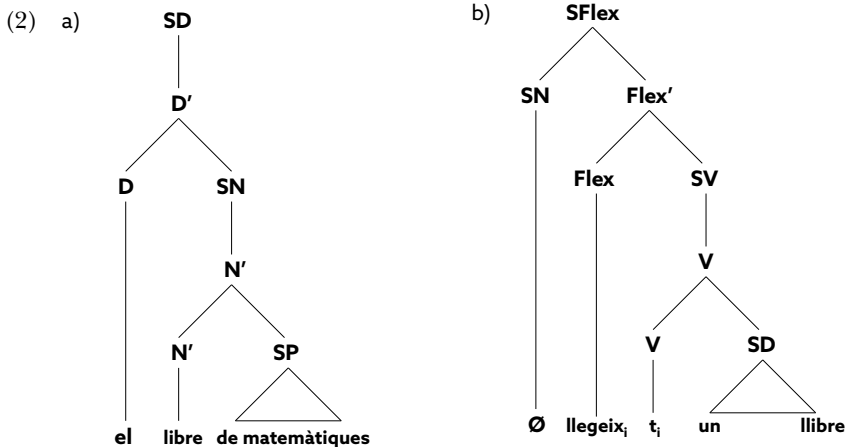 (2) a) SD
b) SFlex
D’
SN Flex’
D SN
Flex SV
N’
V
N’ SP
V SD
el libre de matemàtiques
Ø llegeixᵢ tᵢ un llibre